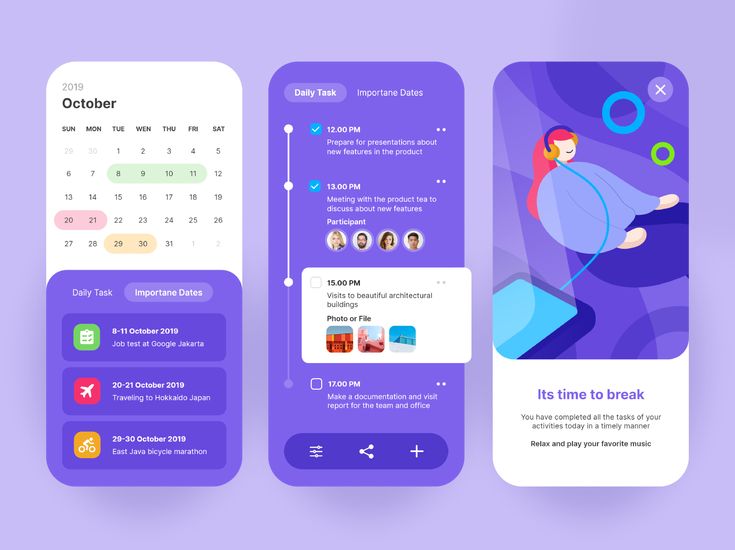 2019
October
SUN MON TUE WEN THU FRI SAT
29 30 1 2 3 4 5
6 7 8 9 10 11 12
13 14 15 16 17 18 19
20 21 22 23 24 25 26
27 28 29 30 31 1 2
Daily Task Importane Dates
8-11 October 2019
Job test at Google Jakarta
20-21 October 2019
Traveling to Hokkaido Japan
29-30 October 2019
East Java bicycle marathon
Daily Task Importane Dates
12.00 PM
Prepare for presentations about
new features in the product
13.00 PM
Meeting with the product tea to
discuss about new features
Participant
15.00 PM
Visits to beautiful architectural
buildings
Photo or File
17.00 PM
Make a documentation and visit
report for the team and office
Its time to break
You have completed all the tasks of your
activities today in a timely manner
Relax and play your favorite music